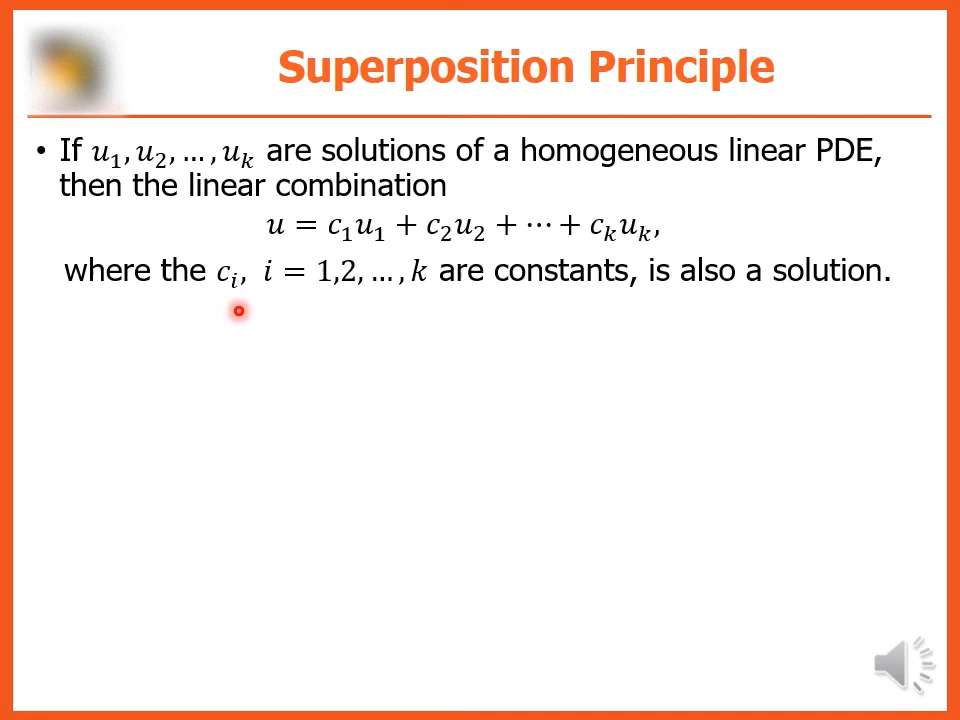 Superposition Principle
• If 𝑢₁, 𝑢₂, … , 𝑢ₖ are solutions of a homogeneous linear PDE,
then the linear combination
𝑢 = 𝑐₁𝑢₁ + 𝑐₂𝑢₂ + ⋯ + 𝑐ₖ𝑢ₖ,
where the 𝑐ᵢ, 𝑖 = 1,2, … , 𝑘 are constants, is also a solution.